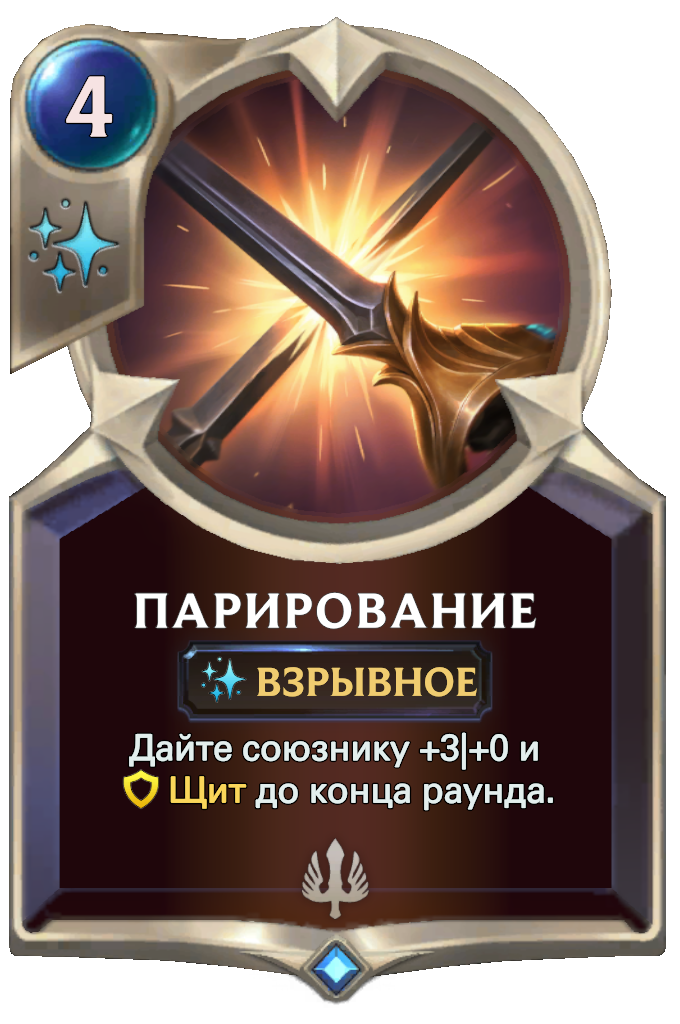 4
ПАРИРОВАНИЕ
ВЗРЫВНОЕ
Дайте союзнику +3|+0 и
Щит до конца раунда.